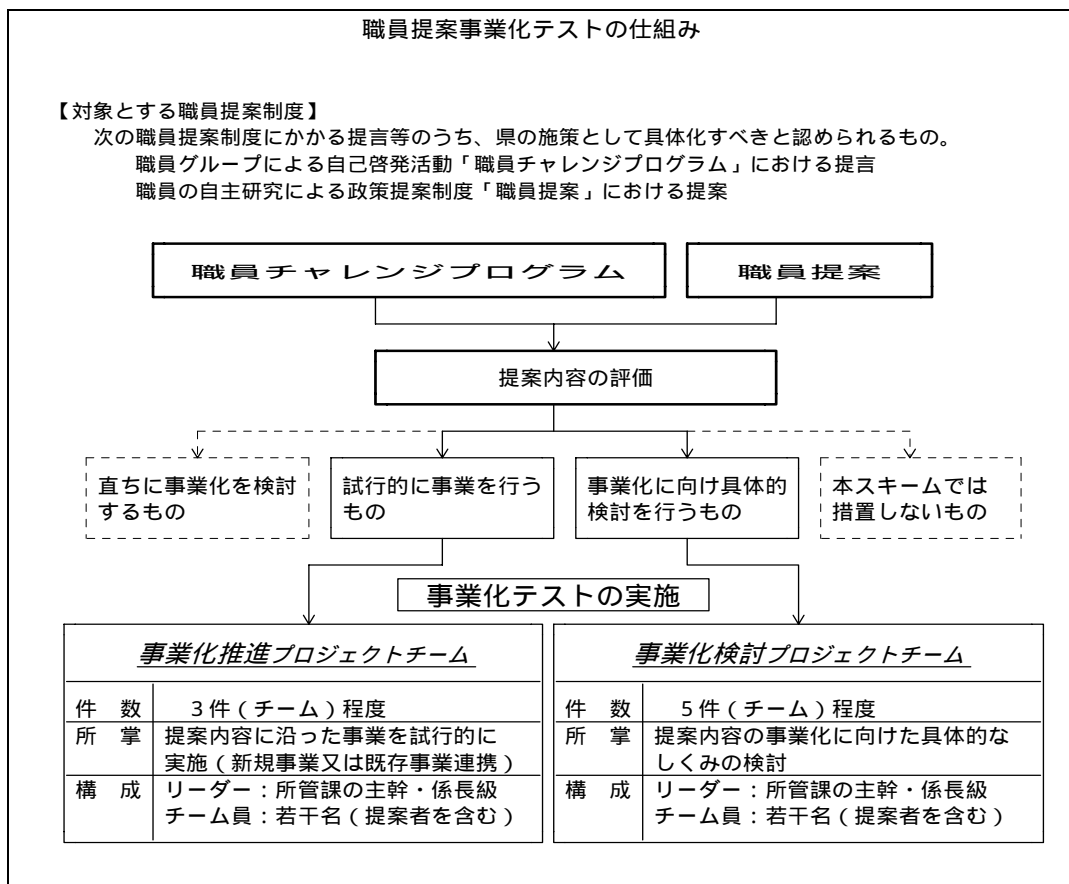 職員提案事業化テストの仕組み
【対象とする職員提案制度】
次の職員提案制度にかかる提言等のうち、県の施策として具体化すべきと認められるもの。
職員グループによる自己啓発活動「職員チャレンジプログラム」における提言
職員の自主研究による政策提案制度「職員提案」における提案
職員チャレンジプログラム
職員提案
提案内容の評価
直ちに事業化を検討
するもの
試行的に事業を行う
もの
事業化に向け具体的
検討を行うもの
本スキームでは
措置しないもの
事業化テストの実施
事業化推進プロジェクトチーム
件 数 3件(チーム)程度
所 掌 提案内容に沿った事業を試行的に
実施(新規事業又は既存事業連携)
構 成 リーダー:所管課の主幹・係長級
チーム員:若干名(提案者を含む)
事業化検討プロジェクトチーム
件 数 5件(チーム)程度
所 掌 提案内容の事業化に向けた具体的な
しくみの検討
構 成 リーダー:所管課の主幹・係長級
チーム員:若干名(提案者を含む)